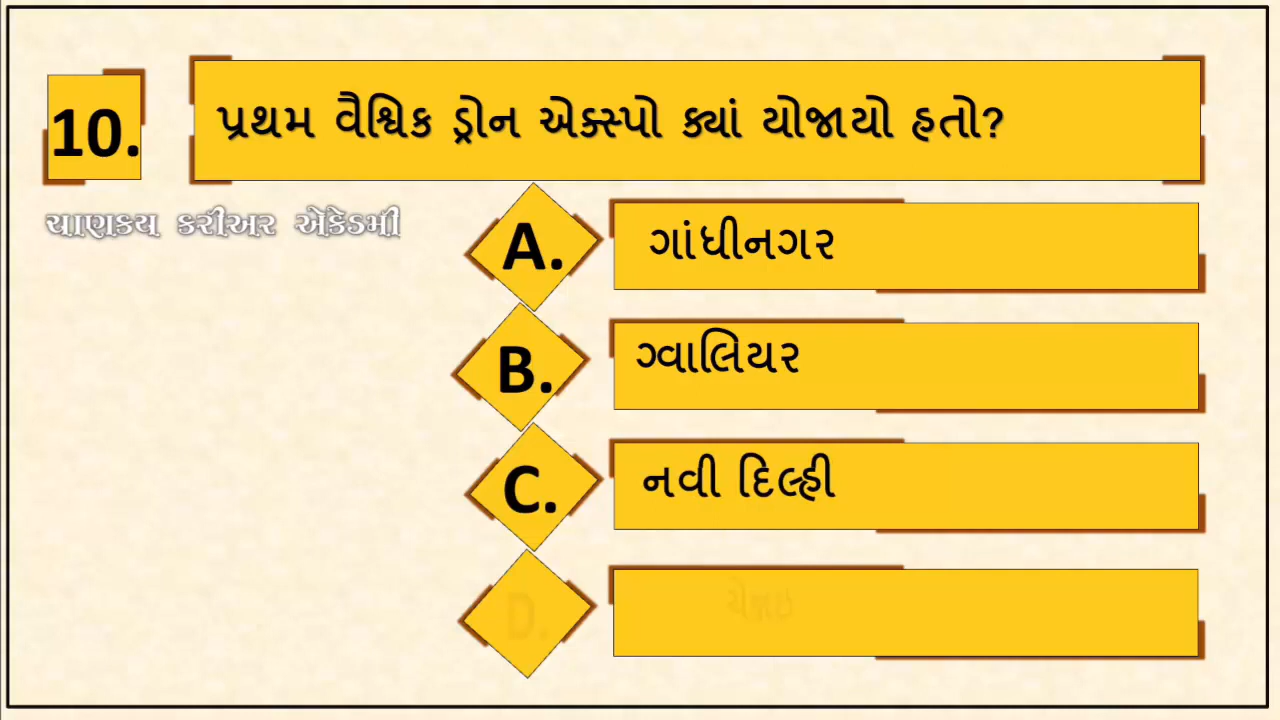 10.
પ્રથમ વૈશ્વિક ડ્રોન એક્સ્પો ક્યાં યોજાયો હતો?
ચાણક્ય કરીઅર એકેડમી
A. ગાંધીનગર
B. ગ્વાલિયર
C. નવી દિલ્હી
D.